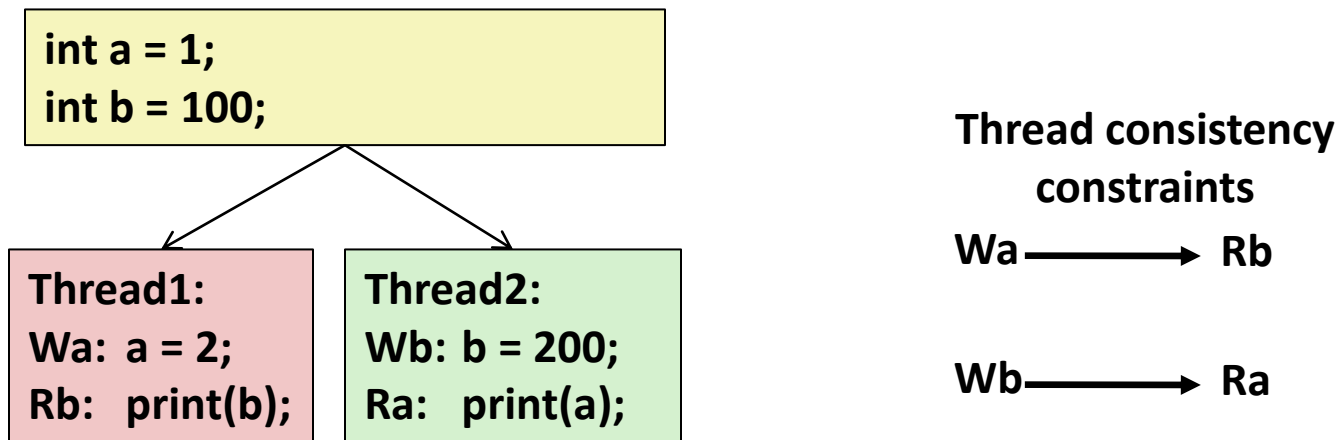 int a = 1;
int b = 100;
Thread1:
Wa: a = 2;
Rb: print(b);
Thread2:
Wb: b = 200;
Ra: print(a);
Thread consistency
constraints
Wa Rb
Wb Ra